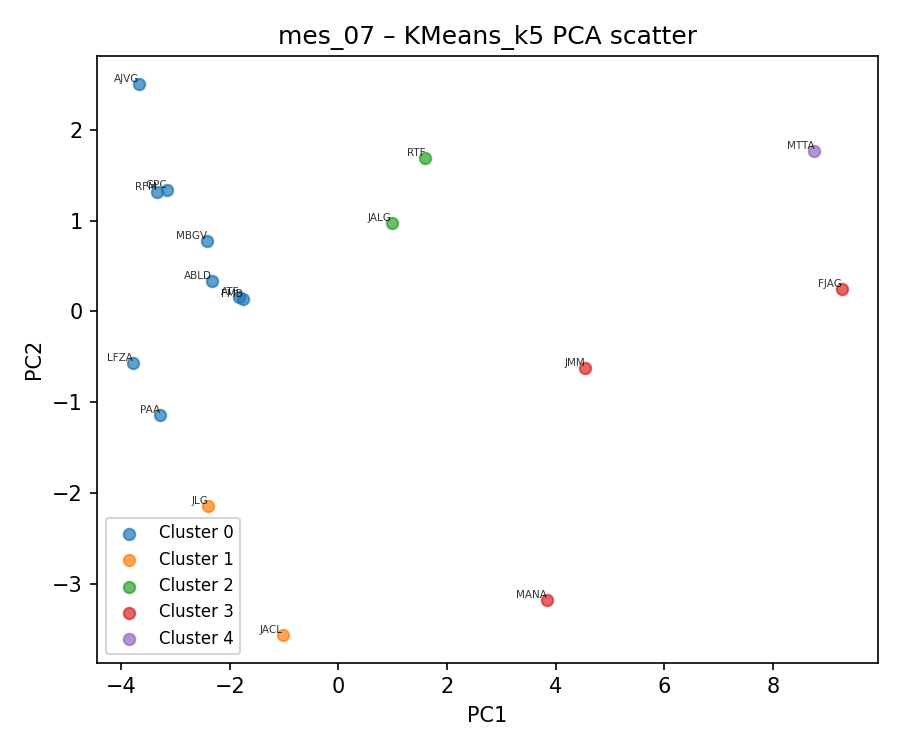 mes_07 – KMeans_k5 PCA scatter
AJVG
RTF
MTTA
GPC
MBGV
JALG
ABLD
FJAG
FMB
LFZA
JMM
PAA
JLG
MANA
JACL
Cluster 0
Cluster 1
Cluster 2
Cluster 3
Cluster 4
2
1
0
−1
−2
−3
PC2
−4 −2 0 2 4 6 8
PC1